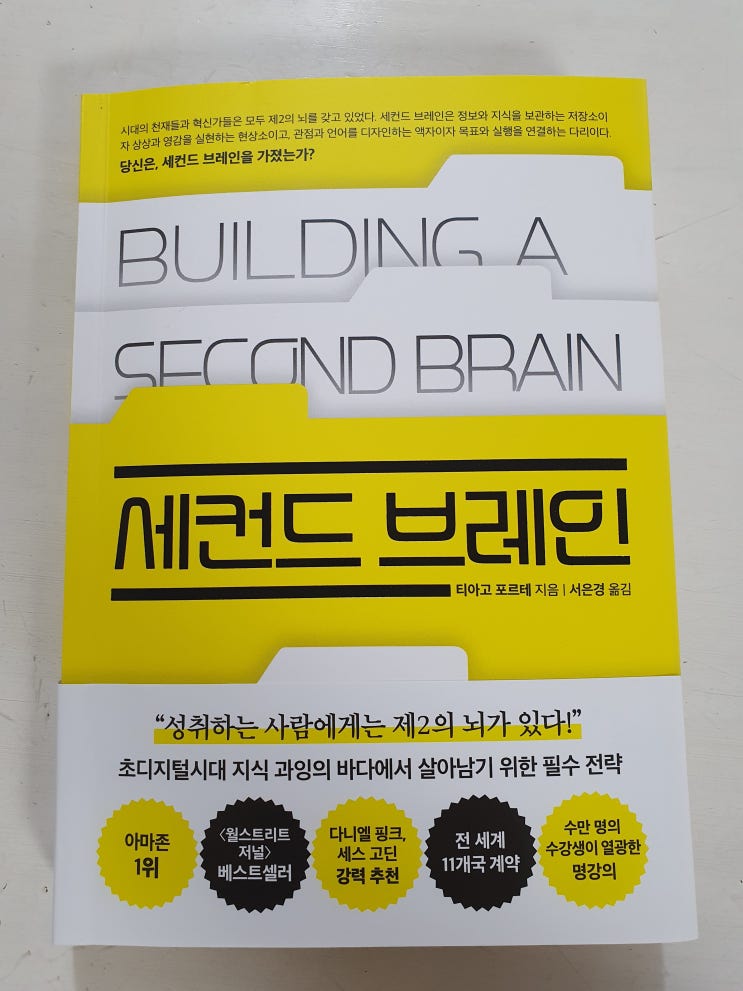 시대의 천재들과 혁신가들은 모두 제2의 뇌를 갖고 있었다. 세컨드 브레인은 정보와 지식을 보관하는 저장소이
자 상상과 영감을 실현하는 현상소이고, 관점과 언어를 디자인하는 액자이자 목표와 실행을 연결하는 다리이다.
당신은, 세컨드 브레인을 가졌는가?
BUILDING A
SECOND BRAIN
세컨드 브레인
티아고 포르테 지음 | 서은경 옮김
“성취하는 사람에게는 제2의 뇌가 있다!”
초디지털시대 지식 과잉의 바다에서 살아남기 위한 필수 전략
아마존
1위
〈월스트리트
저널〉
베스트셀러
다니엘 핑크,
세스 고딘
강력 추천
전 세계
11개국 계약
수만 명의
수강생이 열광한
명강의